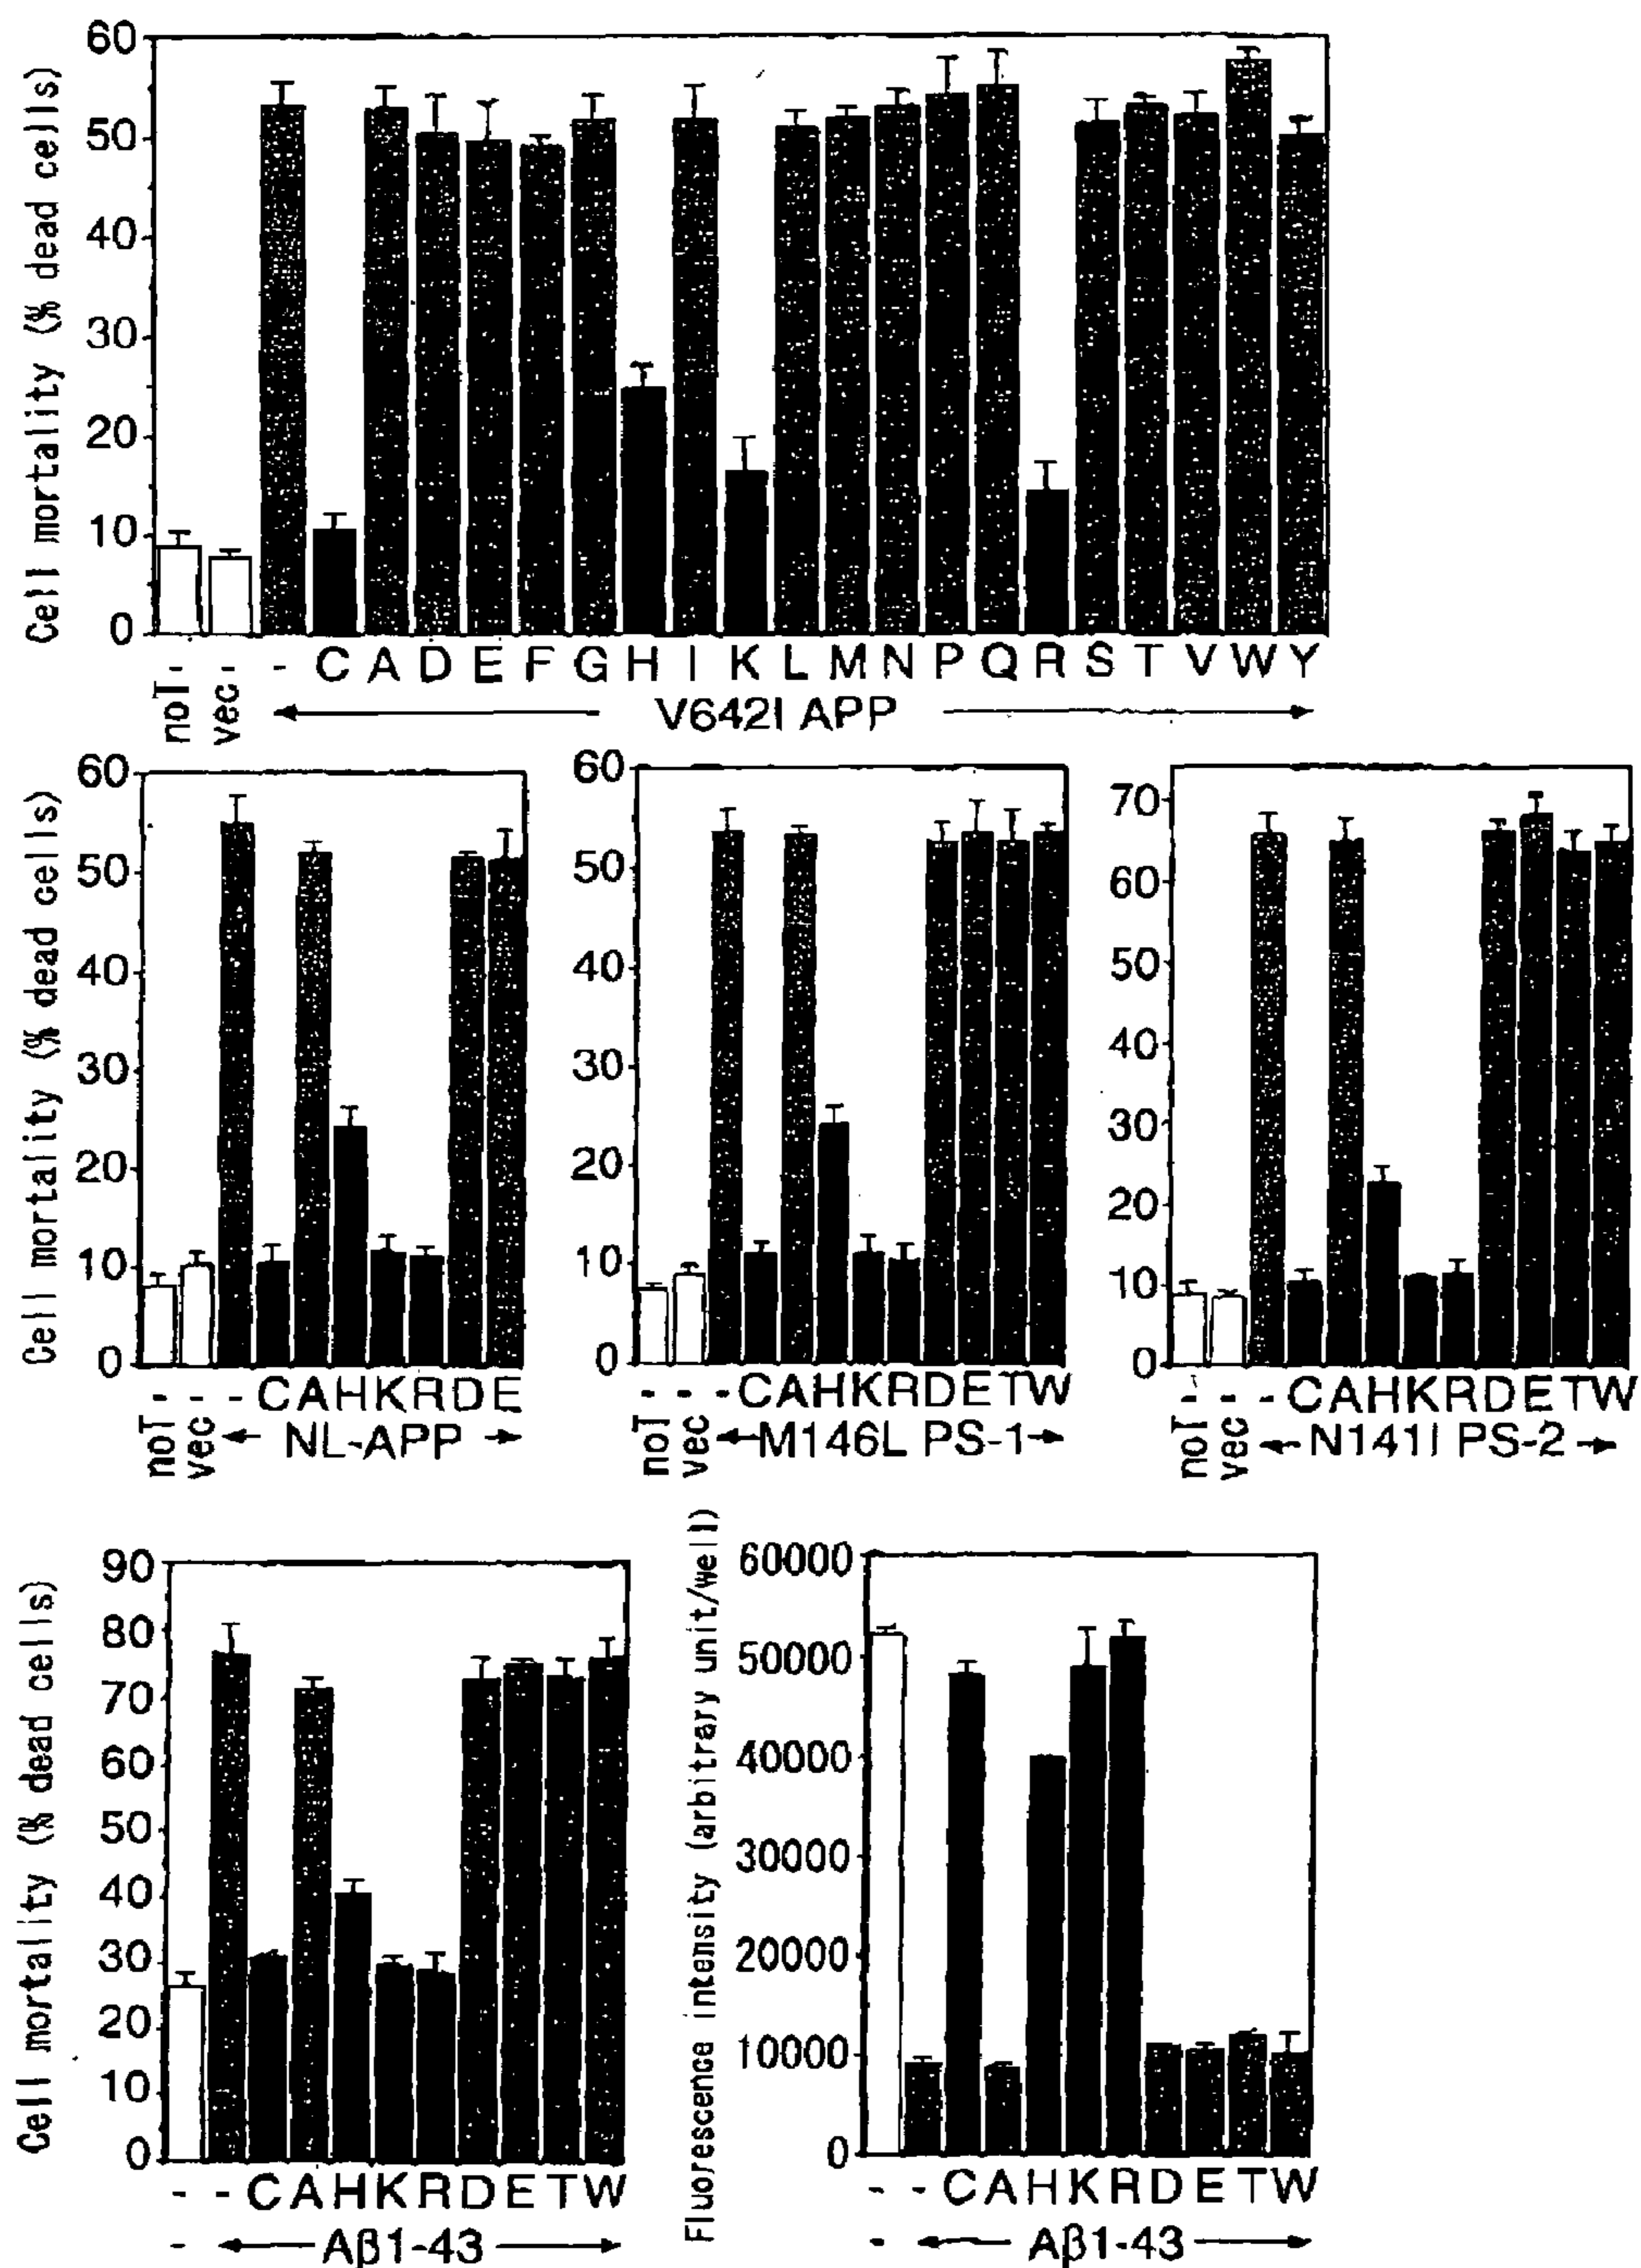 Cell mortality (% dead cells)
60
50
40
30
20
10
0
- - - C A D E F G H I K L M N P Q R S T V W Y
noT vec V642I APP
Cell mortality (% dead cells)
60
50
40
30
20
10
0
- - - C A H K R D E
noT vec NL-APP
60
50
40
30
20
10
0
- - - C A H K R D E T W
noT vec M146L PS-1
70
60
50
40
30
20
10
0
- - - C A H K R D E T W
noT vec N141I PS-2
Cell mortality (% dead cells)
90
80
70
60
50
40
30
20
10
0
- - C A H K R D E T W
- Aβ1-43
Fluorescence intensity (arbitrary unit/well)
60000
50000
40000
30000
20000
10000
0
- - C A H K R D E T W
- Aβ1-43